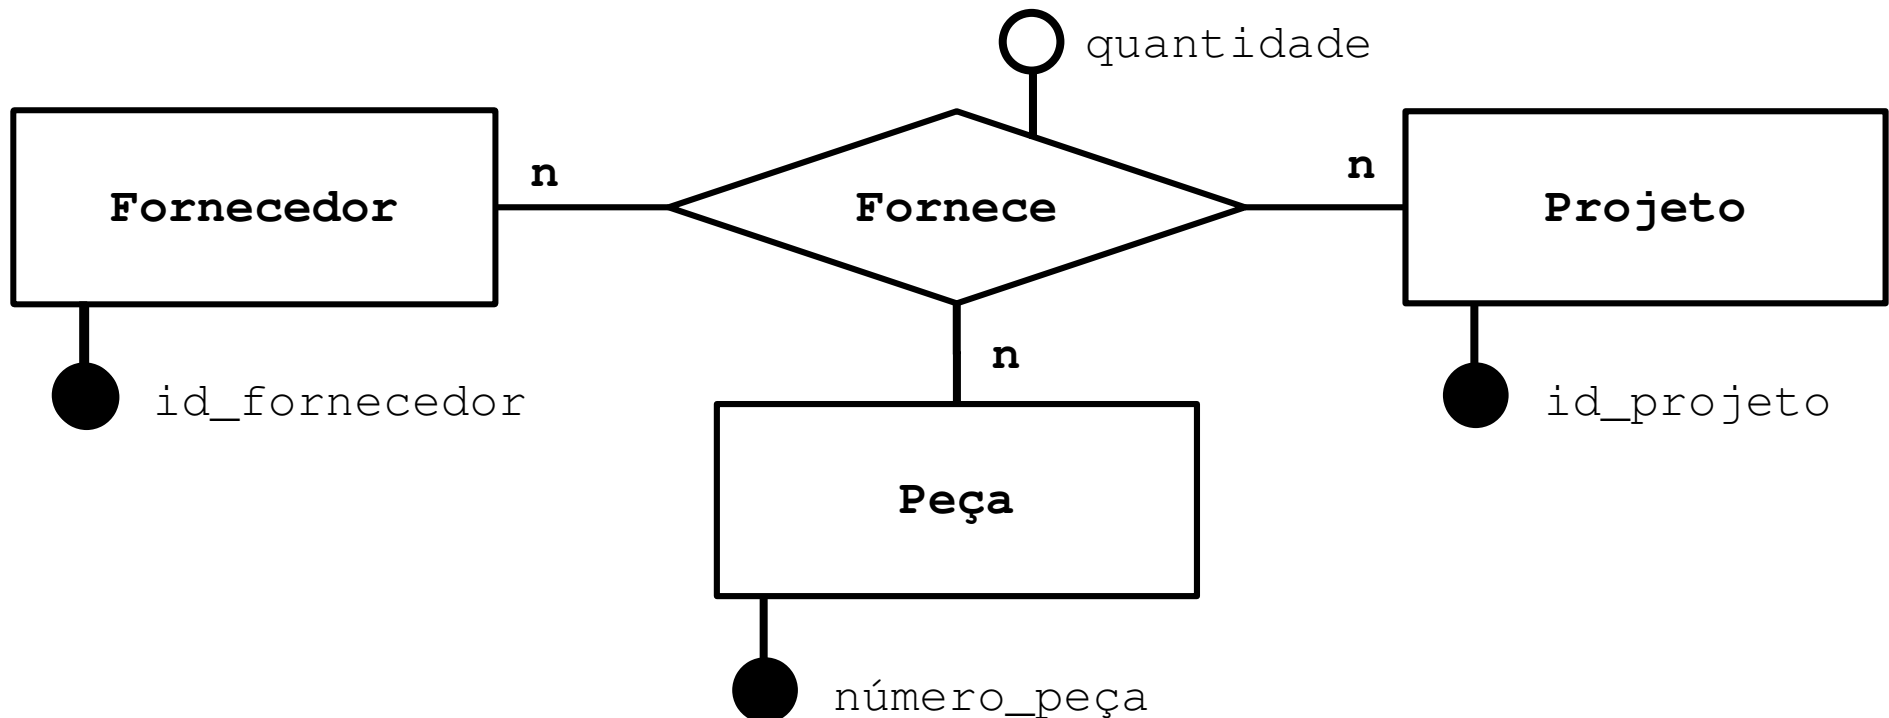 quantidade
n
n
Fornecedor
Fornece
Projeto
n
id_fornecedor
id_projeto
Peça
número_peça